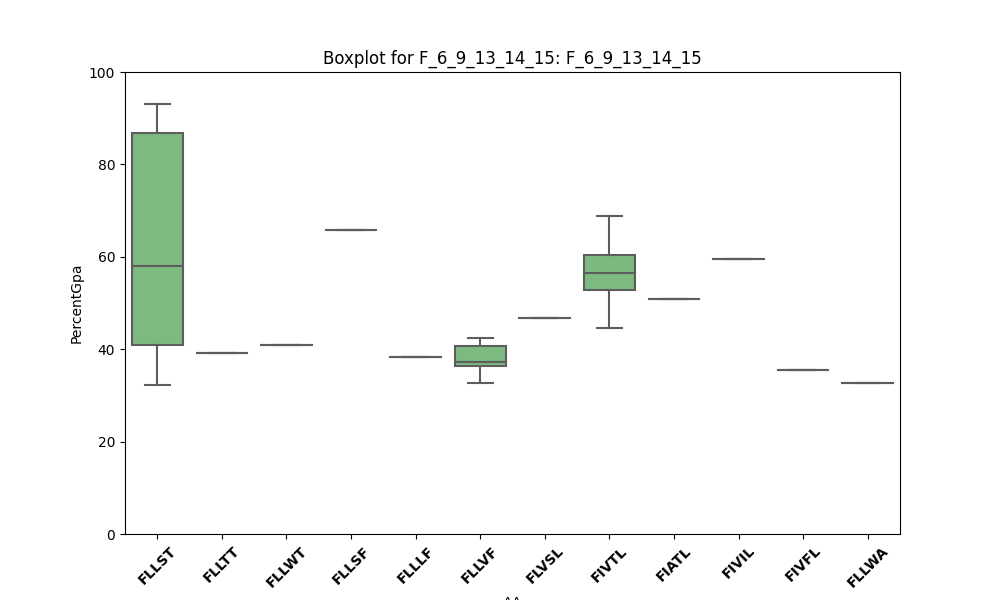 Boxplot for F_6_9_13_14_15: F_6_9_13_14_15
100
80
60
40
20
0
PercentGpa
FLLST FLLTT FLLWT FLLSF FLLLF FLLVF FLVSL FIVTL FIATL FIVIL FIVFL FLLWA
AA